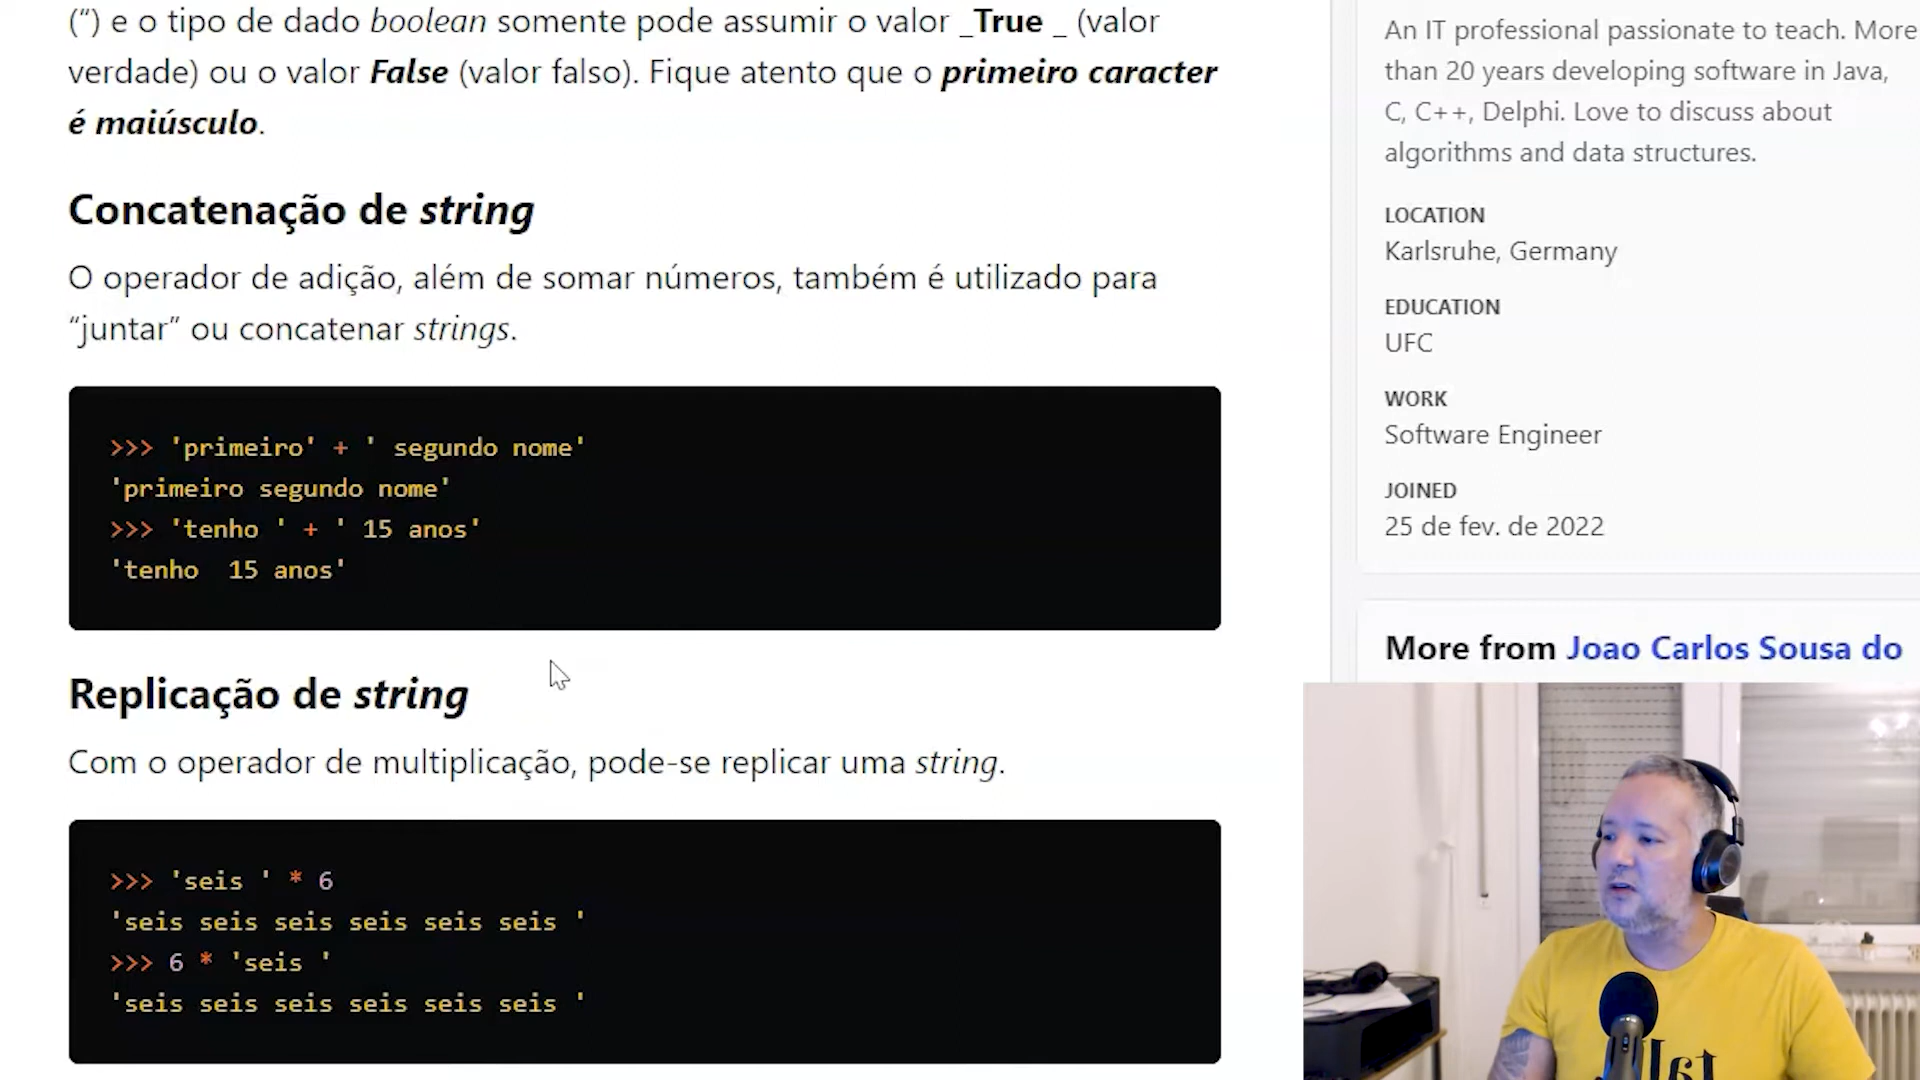 (“) e o tipo de dado boolean somente pode assumir o valor _True _ (valor
verdade) ou o valor False (valor falso). Fique atento que o primeiro caracter
é maiúsculo.
Concatenação de string
O operador de adição, além de somar números, também é utilizado para
“juntar” ou concatenar strings.
>>> 'primeiro' + ' segundo nome'
'primeiro segundo nome'
>>> 'tenho ' + ' 15 anos'
'tenho  15 anos'
Replicação de string
Com o operador de multiplicação, pode-se replicar uma string.
>>> 'seis ' * 6
'seis seis seis seis seis seis '
>>> 6 * 'seis '
'seis seis seis seis seis seis '
An IT professional passionate to teach. More
than 20 years developing software in Java,
C, C++, Delphi. Love to discuss about
algorithms and data structures.
LOCATION
Karlsruhe, Germany
EDUCATION
UFC
WORK
Software Engineer
JOINED
25 de fev. de 2022
More from Joao Carlos Sousa do